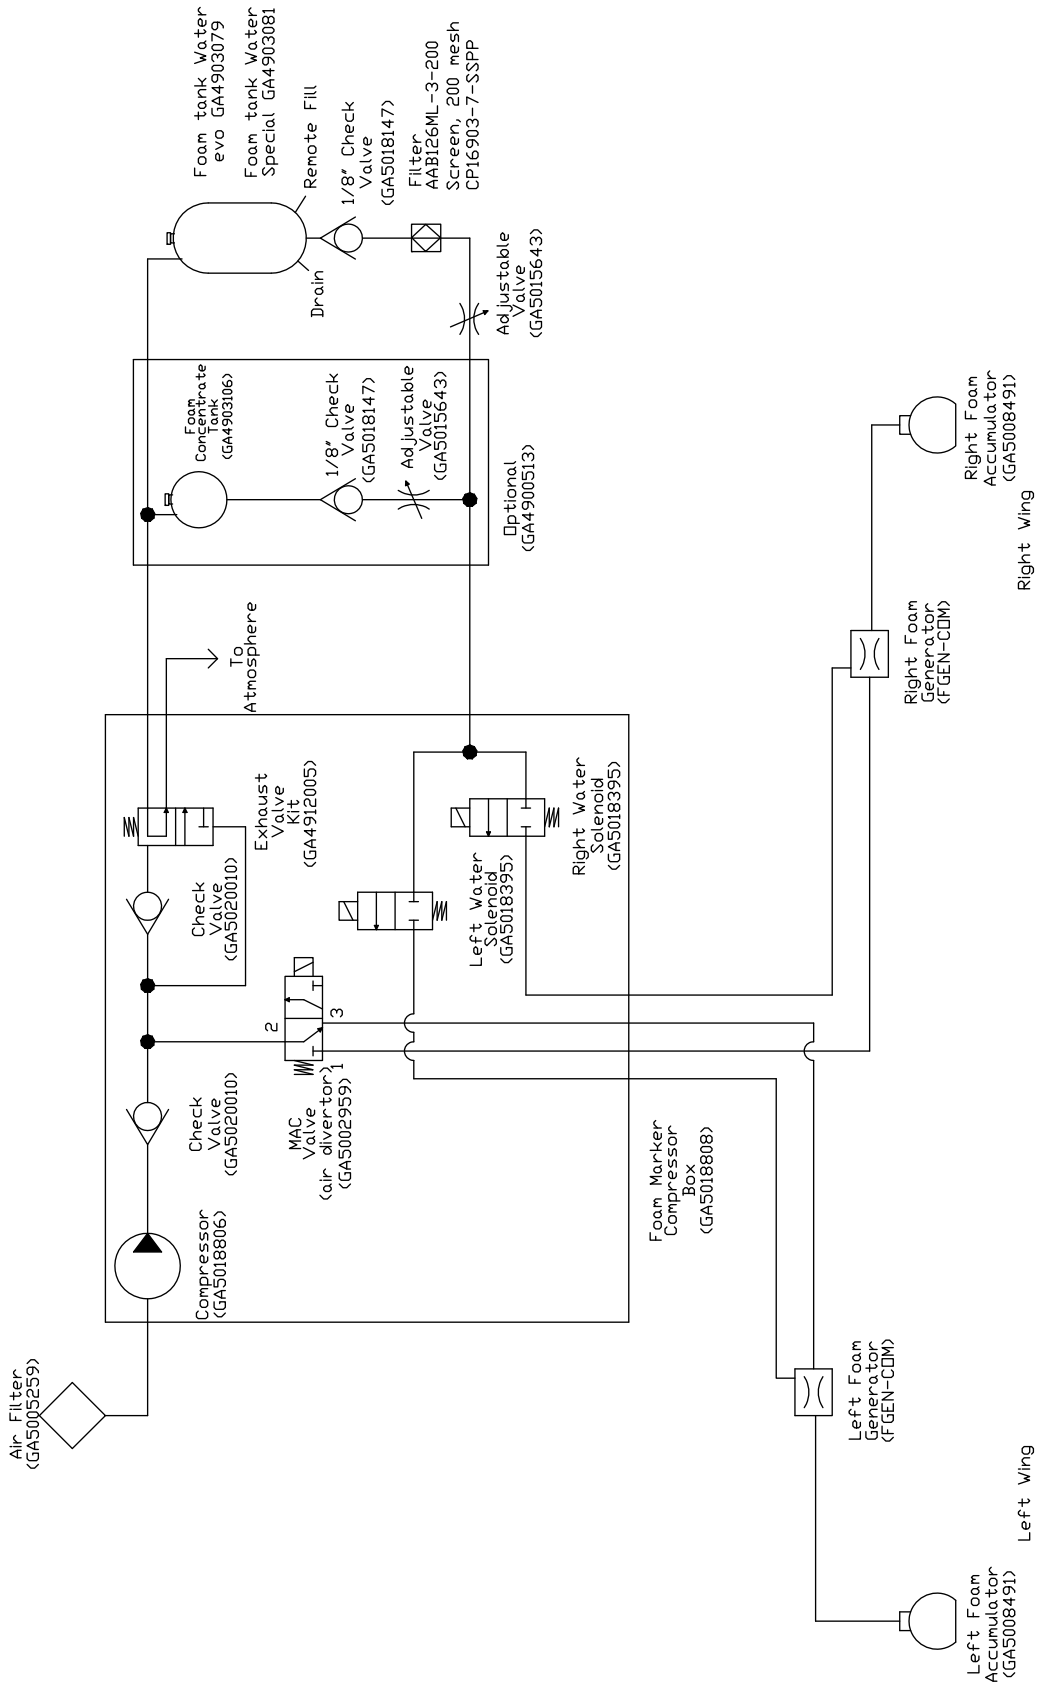 Air Filter
(GA5005259)
Compressor
(GA5018806)
Check
Valve
(GA5020010)
Check
Valve
(GA5020010)
Exhaust
Valve
Kit
(GA4912005)
To
Atmosphere
MAC
Valve
(air divertor)
(GA5002959)
1
2
3
Left Water
Solenoid
(GA5018395)
Right Water
Solenoid
(GA5018395)
Foam Marker
Compressor
Box
(GA5018808)
Foam
Concentrate
Tank
(GA4903106)
1/8" Check
Valve
(GA5018147)
Adjustable
Valve
(GA5015643)
Optional
(GA4900513)
Foam tank Water
evo GA4903079
Foam tank Water
Special GA4903081
Remote Fill
Drain
1/8" Check
Valve
(GA5018147)
Filter
AAB126ML-3-200
Screen, 200 mesh
CP16903-7-SSPP
Adjustable
Valve
(GA5015643)
Left Foam
Generator
(FGEN-COM)
Right Foam
Generator
(FGEN-COM)
Left Foam
Accumulator
(GA5008491)
Left Wing
Right Foam
Accumulator
(GA5008491)
Right Wing